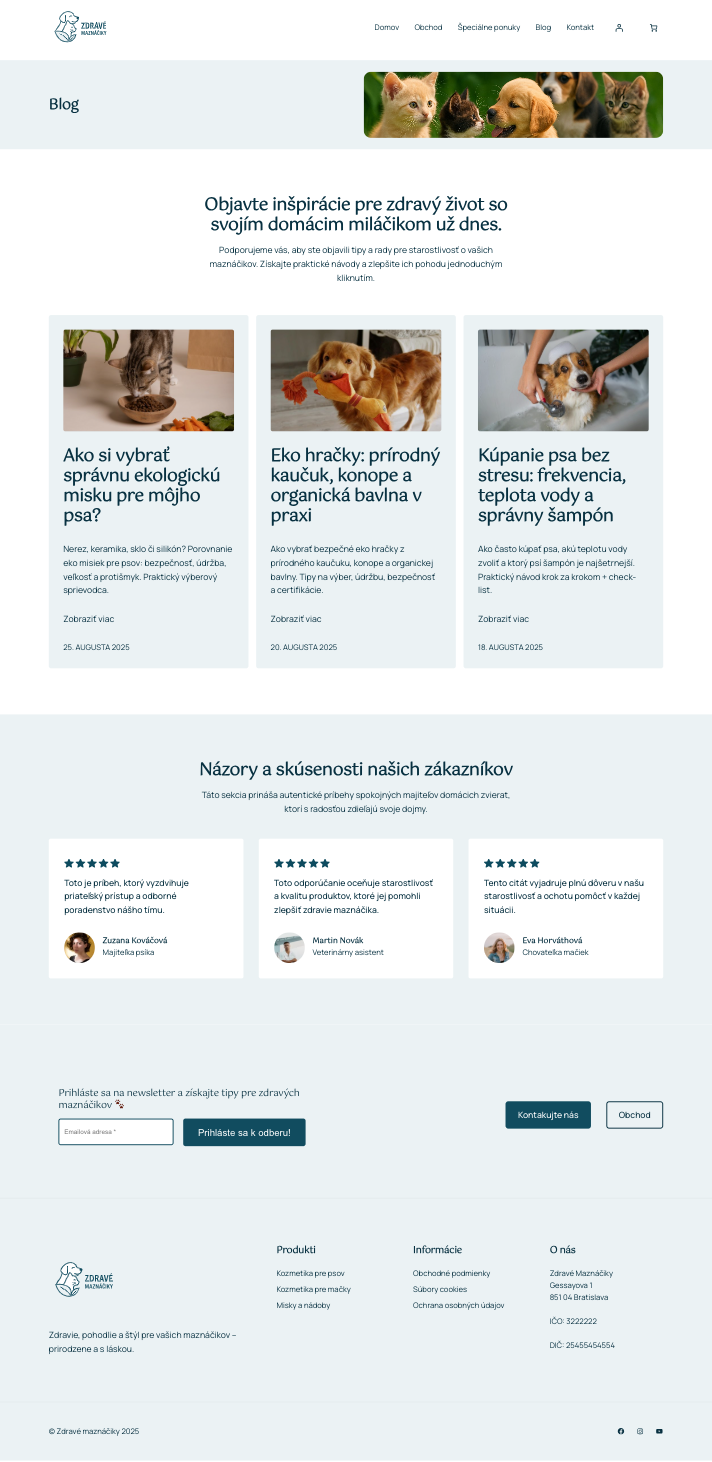 ZDRAVÉ
MAZNÁČIKY
Domov
Obchod
Špeciálne ponuky
Blog
Kontakt
Blog
Objavte inšpirácie pre zdravý život so
svojím domácim miláčikom už dnes.
Podporujeme vás, aby ste objavili tipy a rady pre starostlivosť o vašich
maznáčikov. Získajte praktické návody a zlepšite ich pohodu jednoduchým
kliknutím.
Ako si vybrať
správnu ekologickú
misku pre môjho
psa?
Nerez, keramika, sklo či silikón? Porovnanie
eko misiek pre psov: bezpečnosť, údržba,
veľkosť a protišmyk. Praktický výberový
sprievodca.
Zobraziť viac
25. AUGUSTA 2025
Eko hračky: prírodný
kaučuk, konope a
organická bavlna v
praxi
Ako vybrať bezpečné eko hračky z
prírodného kaučuku, konope a organickej
bavlny. Tipy na výber, údržbu, bezpečnosť
a certifikácie.
Zobraziť viac
20. AUGUSTA 2025
Kúpanie psa bez
stresu: frekvencia,
teplota vody a
správny šampón
Ako často kúpať psa, akú teplotu vody
zvoliť a ktorý psí šampón je najšetrnejší.
Praktický návod krok za krokom + check-
list.
Zobraziť viac
18. AUGUSTA 2025
Názory a skúsenosti našich zákazníkov
Táto sekcia prináša autentické príbehy spokojných majiteľov domácich zvierat,
ktorí s radosťou zdieľajú svoje dojmy.
Toto je príbeh, ktorý vyzdvihuje
priateľský prístup a odborné
poradenstvo nášho tímu.
Zuzana Kováčová
Majiteľka psíka
Toto odporúčanie oceňuje starostlivosť
a kvalitu produktov, ktoré jej pomohli
zlepšiť zdravie maznáčika.
Martin Novák
Veterinárny asistent
Tento citát vyjadruje plnú dôveru v našu
starostlivosť a ochotu pomôcť v každej
situácii.
Eva Horváthová
Chovateľka mačiek
Prihláste sa na newsletter a získajte tipy pre zdravých
maznáčikov 🐾
Emailová adresa *
Prihláste sa k odberu!
Kontakujte nás
Obchod
ZDRAVÉ
MAZNÁČIKY
Zdravie, pohodlie a štýl pre vašich maznáčikov –
prirodzene a s láskou.
Produkti
Kozmetika pre psov
Kozmetika pre mačky
Misky a nádoby
Informácie
Obchodné podmienky
Súbory cookies
Ochrana osobných údajov
O nás
Zdravé Maznáčiky
Gessayova 1
851 04 Bratislava
IČO: 3222222
DIČ: 25455454554
© Zdravé maznáčiky 2025